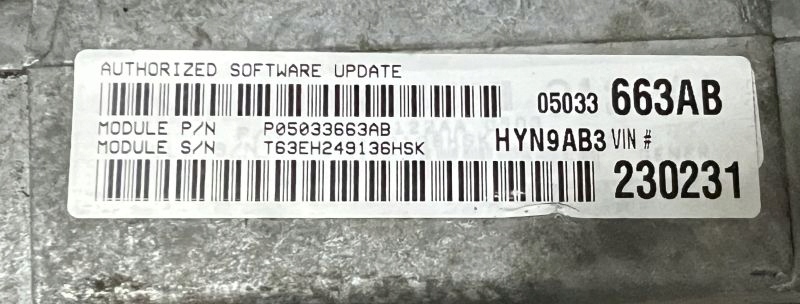 AUTHORIZED SOFTWARE UPDATE
05033 663AB
MODULE P/N P05033663AB
MODULE S/N T63EH249136HSK
HYN9AB3 VIN #
230231